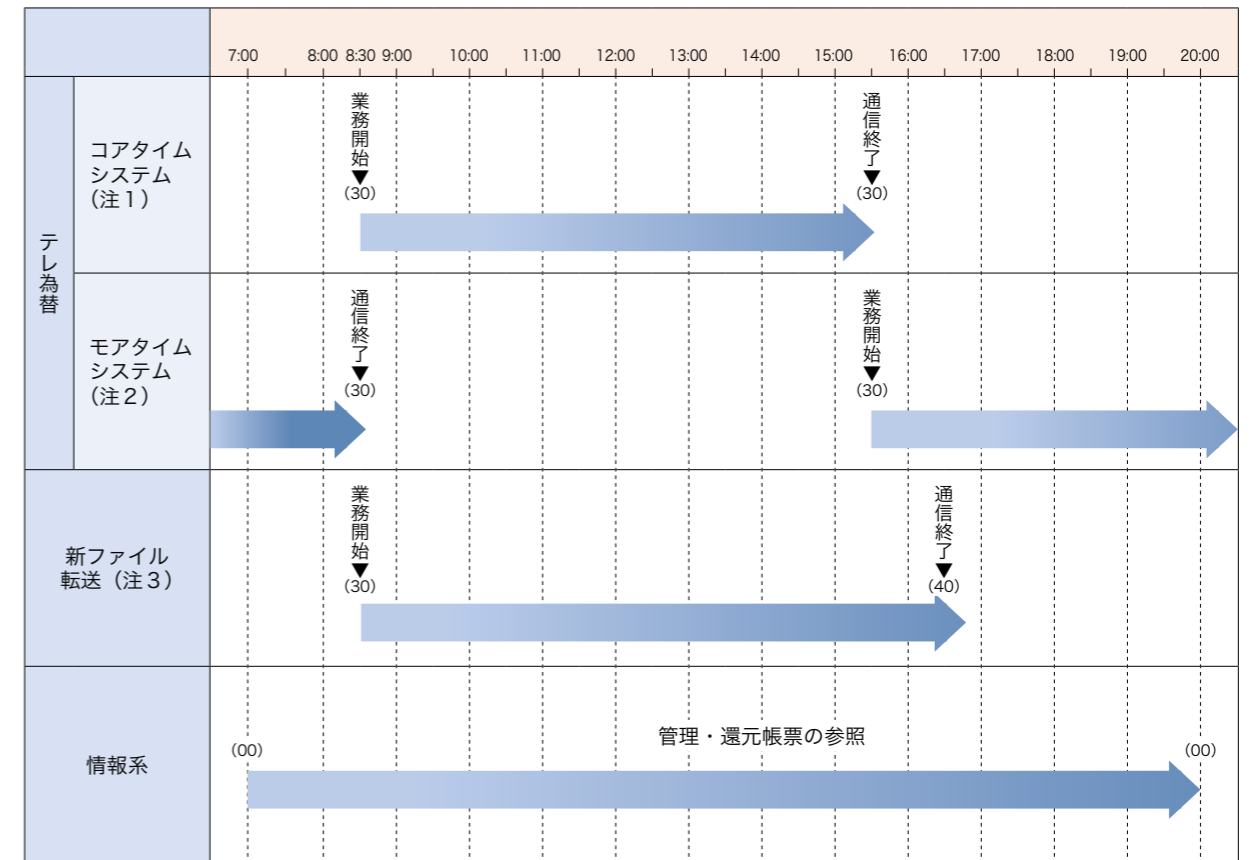 7:00 8:00 8:30 9:00 10:00 11:00 12:00 13:00 14:00 15:00 16:00 17:00 18:00 19:00 20:00
テレ為替
コアタイム
システム
（注１）
業務開始
▼
(30)
通信終了
▼
(30)
モアタイム
システム
（注２）
通信終了
▼
(30)
業務開始
▼
(30)
新ファイル
転送（注３）
業務開始
▼
(30)
通信終了
▼
(40)
情報系
(00)
管理・還元帳票の参照
(00)